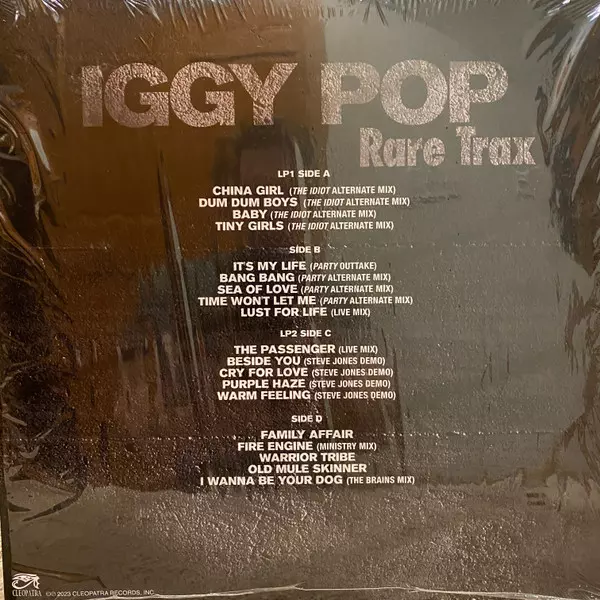 IGGY POP
Rare Trax
LP1 SIDE A
CHINA GIRL (THE IDIOT ALTERNATE MIX)
DUM DUM BOYS (THE IDIOT ALTERNATE MIX)
BABY (THE IDIOT ALTERNATE MIX)
TINY GIRLS (THE IDIOT ALTERNATE MIX)
SIDE B
IT'S MY LIFE (PARTY OUTTAKE)
BANG BANG (PARTY ALTERNATE MIX)
SEA OF LOVE (PARTY ALTERNATE MIX)
TIME WON'T LET ME (PARTY ALTERNATE MIX)
LUST FOR LIFE (LIVE MIX)
LP2 SIDE C
THE PASSENGER (LIVE MIX)
BESIDE YOU (STEVE JONES DEMO)
CRY FOR LOVE (STEVE JONES DEMO)
PURPLE HAZE (STEVE JONES DEMO)
WARM FEELING (STEVE JONES DEMO)
SIDE D
FAMILY AFFAIR
FIRE ENGINE (MINISTRY MIX)
WARRIOR TRIBE
OLD MULE SKINNER
I WANNA BE YOUR DOG (THE BRAINS MIX)
MADE IN
CANADA
CLEOPATRA
©℗ 2023 CLEOPATRA RECORDS, INC.